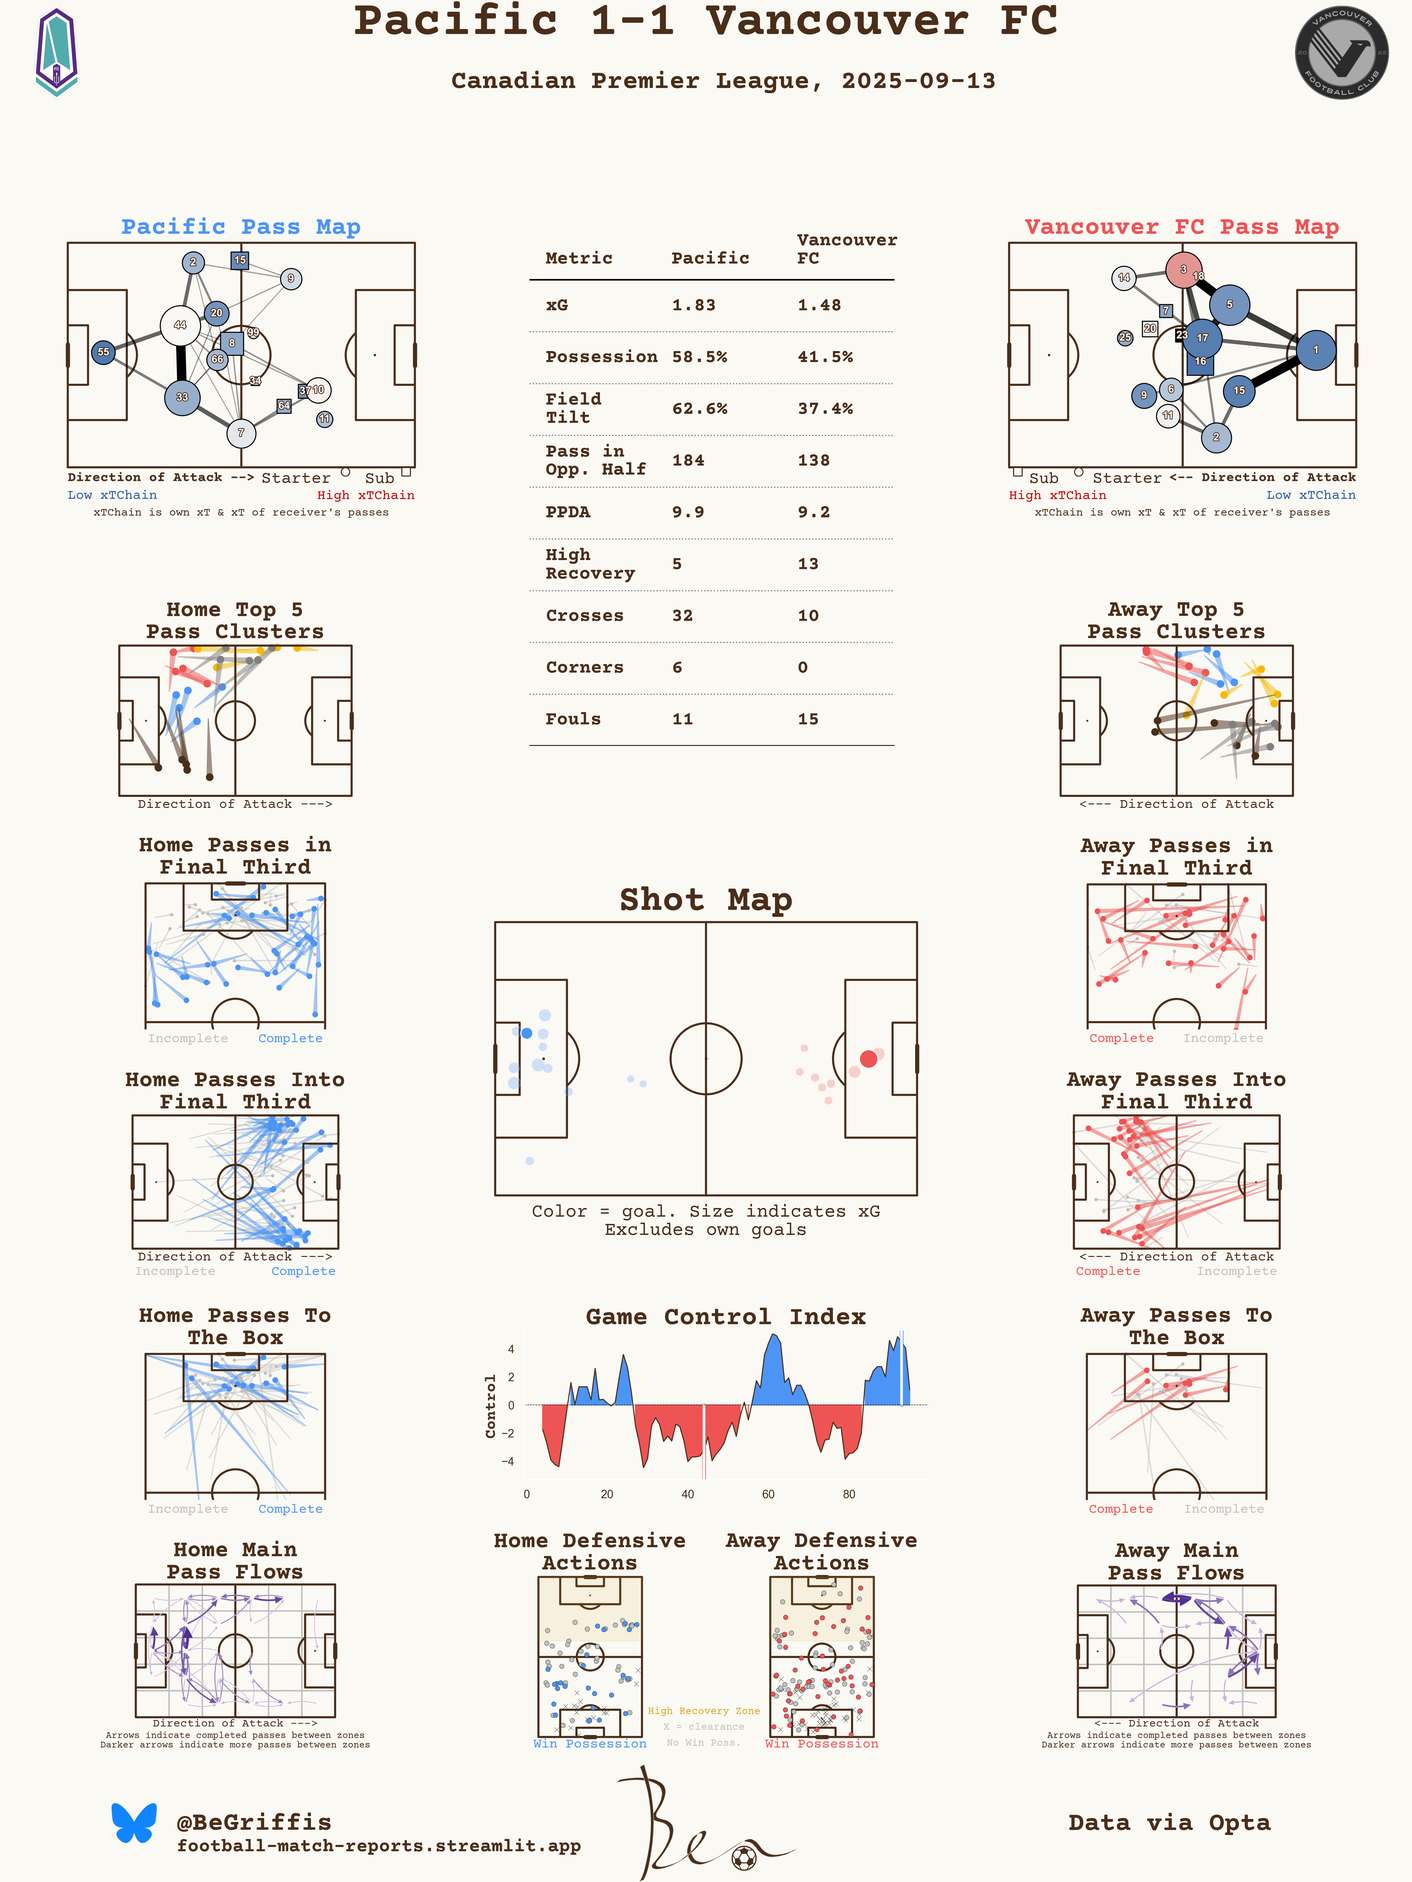 Pacific 1-1 Vancouver FC
Canadian Premier League, 2025-09-13
VANCOUVER
FOOTBALL CLUB
Pacific Pass Map
2
15
9
20
44
99
8
55
66
34
37
10
33
64
11
7
Direction of Attack --> Starter Sub
Low xTChain High xTChain
xTChain is own xT & xT of receiver's passes
Metric Pacific Vancouver FC
xG 1.83 1.48
Possession 58.5% 41.5%
Field Tilt 62.6% 37.4%
Pass in Opp. Half 184 138
PPDA 9.9 9.2
High Recovery 5 13
Crosses 32 10
Corners 6 0
Fouls 11 15
Vancouver FC Pass Map
3
18
14
5
7
20
23
17
25
1
16
6
15
9
11
2
Sub Starter <-- Direction of Attack
High xTChain Low xTChain
xTChain is own xT & xT of receiver's passes
Home Top 5
Pass Clusters
Direction of Attack --->
Away Top 5
Pass Clusters
<--- Direction of Attack
Home Passes in
Final Third
Incomplete Complete
Away Passes in
Final Third
Complete Incomplete
Shot Map
Color = goal. Size indicates xG
Excludes own goals
Home Passes Into
Final Third
Direction of Attack --->
Incomplete Complete
Away Passes Into
Final Third
<--- Direction of Attack
Complete Incomplete
Home Passes To
The Box
Incomplete Complete
Game Control Index
Control
4
2
0
−2
−4
0 20 40 60 80
Away Passes To
The Box
Complete Incomplete
Home Main
Pass Flows
Direction of Attack --->
Arrows indicate completed passes between zones
Darker arrows indicate more passes between zones
Home Defensive
Actions
Win Possession
High Recovery Zone
X = clearance
No Win Poss.
Away Defensive
Actions
Win Possession
Away Main
Pass Flows
<--- Direction of Attack
Arrows indicate completed passes between zones
Darker arrows indicate more passes between zones
@BeGriffis
football-match-reports.streamlit.app
Ben
Data via Opta